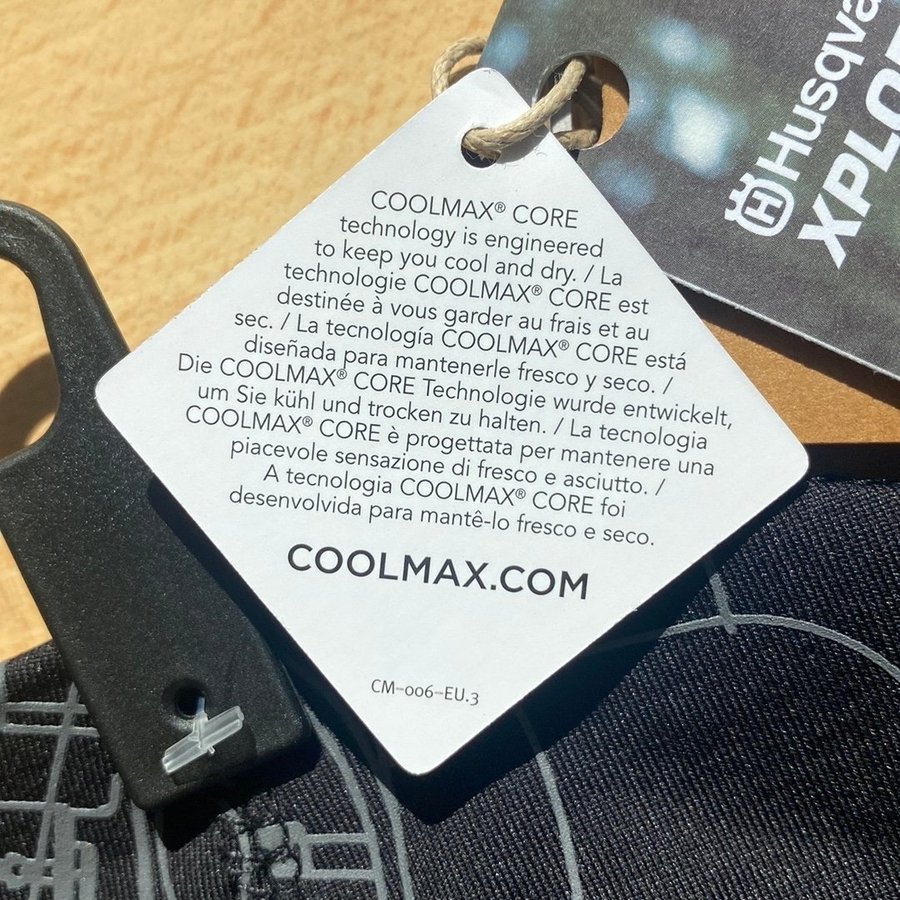 COOLMAX® CORE
technology is engineered
to keep you cool and dry. / La
technologie COOLMAX® CORE est
destinée à vous garder au frais et au
sec. / La tecnología COOLMAX® CORE está
diseñada para mantenerle fresco y seco. /
Die COOLMAX® CORE Technologie wurde entwickelt,
um Sie kühl und trocken zu halten. / La tecnologia
COOLMAX® CORE è progettata per mantenere una
piacevole sensazione di fresco e asciutto. /
A tecnologia COOLMAX® CORE foi
desenvolvida para mantê-lo fresco e seco.
COOLMAX.COM
CM-006-EU.3
Husqva
XPLO